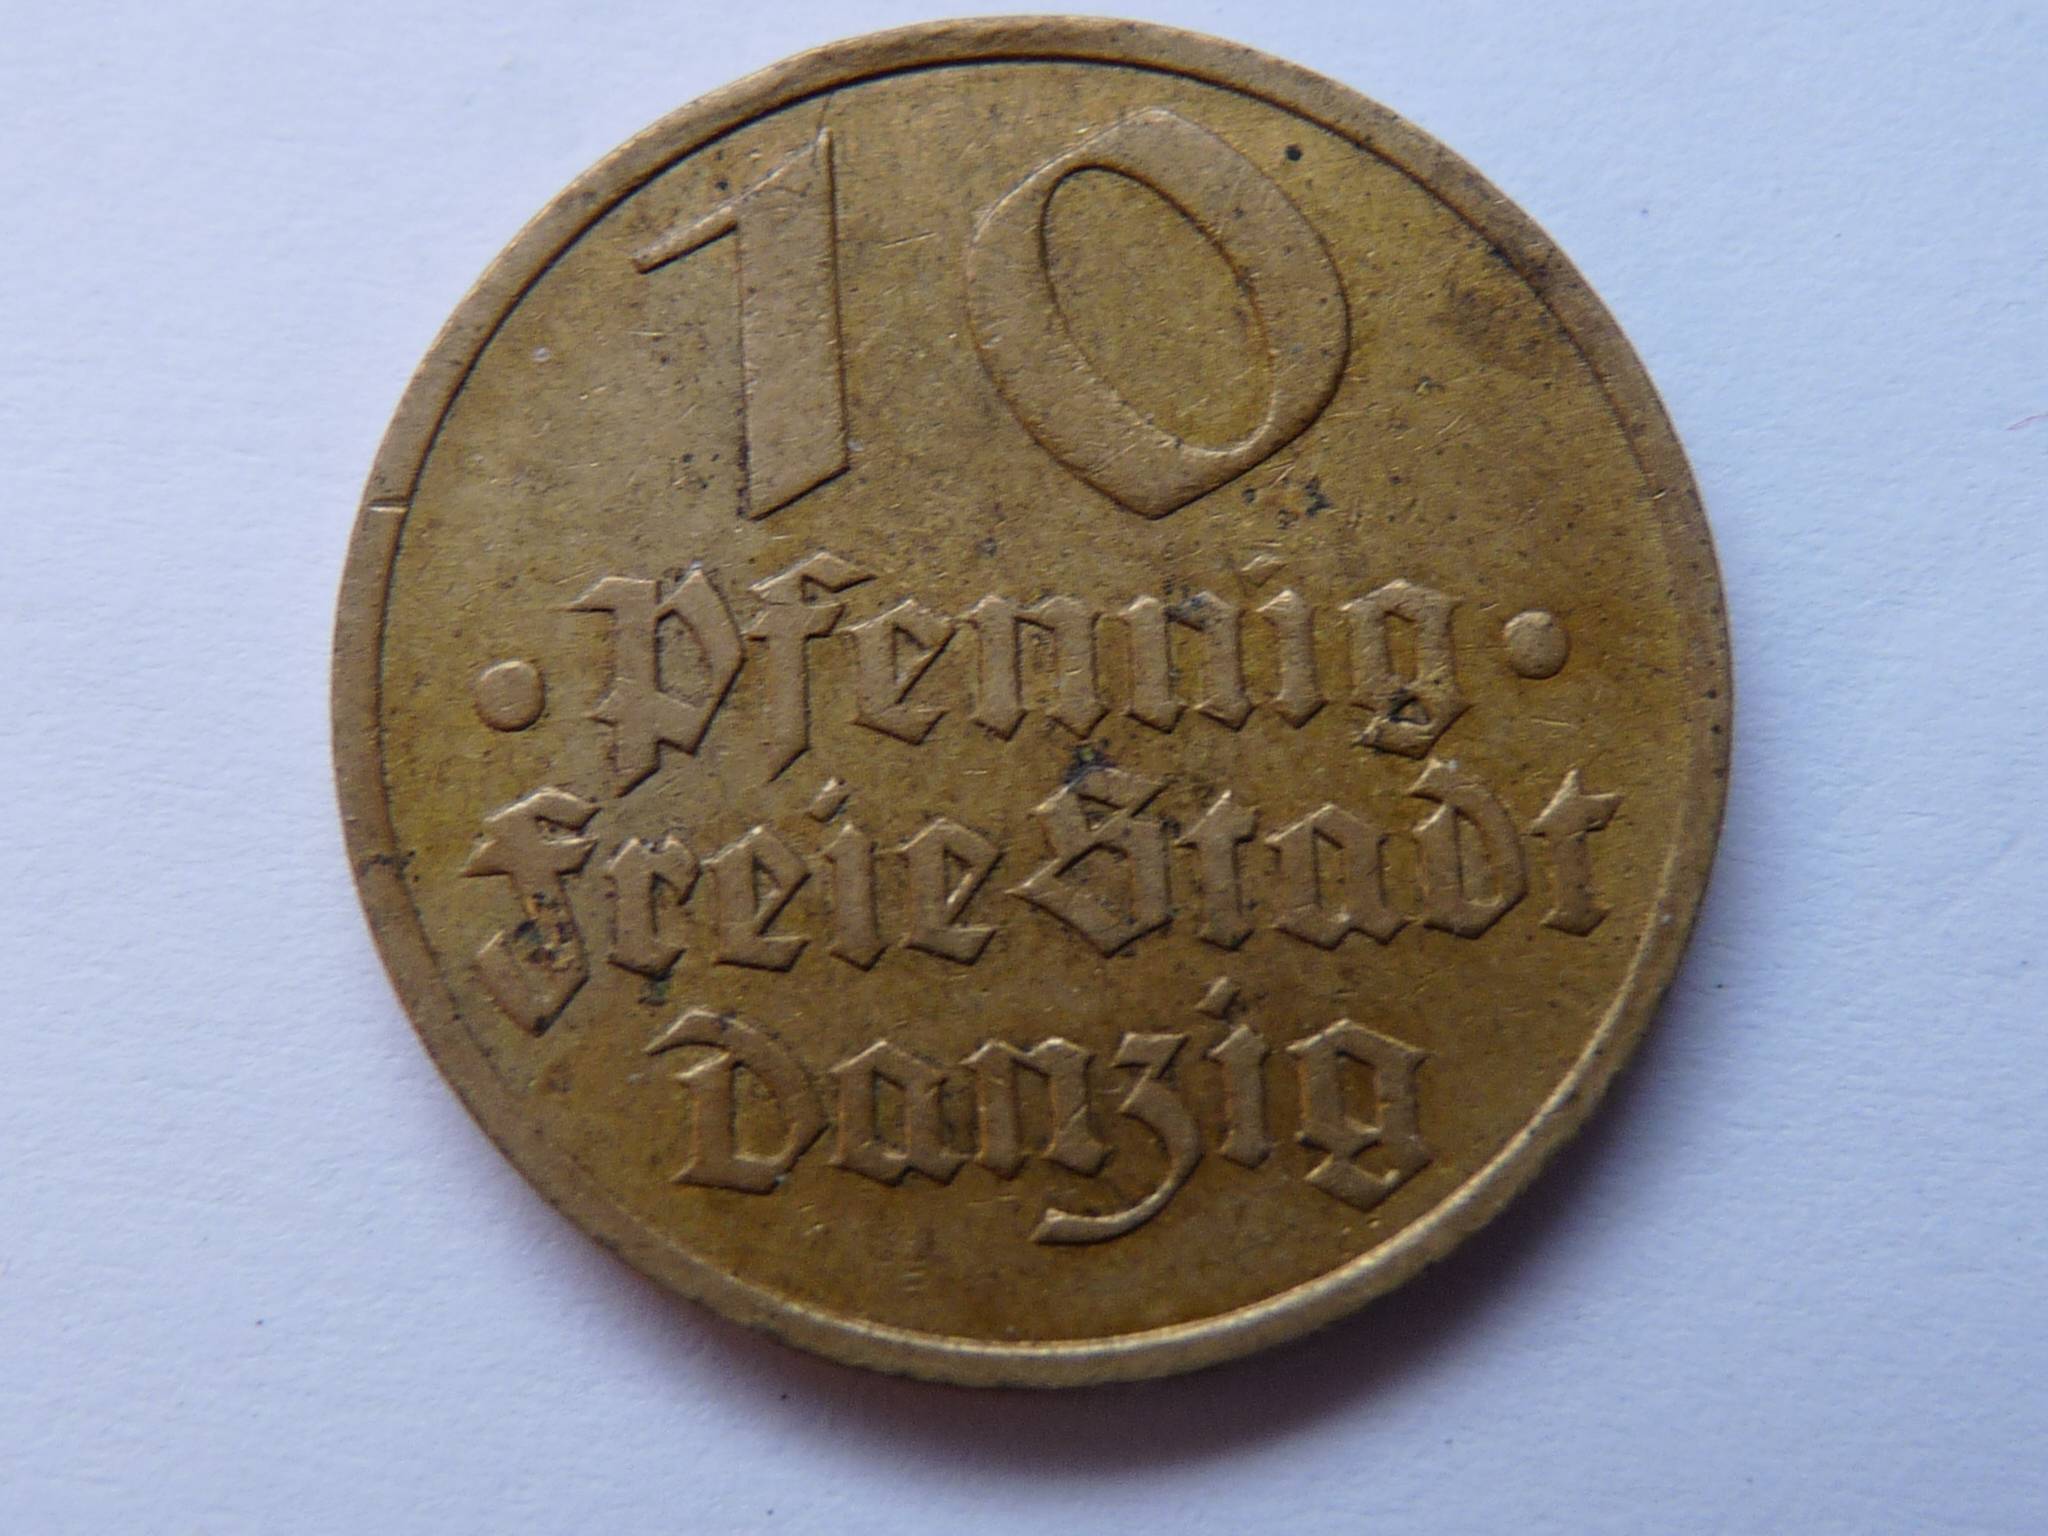 10
· Pfennig ·
Freie Stadt
Danzig